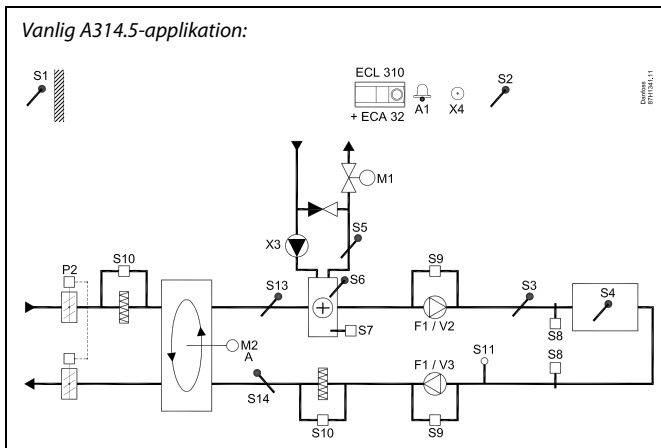 Vanlig A314.5-applikation:
S1
ECL 310
+ ECA 32
A1
X4
S2
Danfoss
87H1341.11
M1
X3
S5
S6
S7
P2
S10
S13
S9
F1 / V2
S3
S8
S4
M2
A
S14
S10
F1 / V3
S9
S11
S8